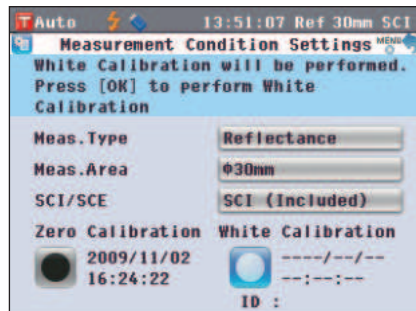 TAuto 13:51:07 Ref 30mm SCI
Measurement Condition Settings MENU
White Calibration will be performed.
Press [OK] to perform White
Calibration
Meas.Type Reflectance
Meas.Area Φ30mm
SCI/SCE SCI (Included)
Zero Calibration White Calibration
2009/11/02 ----/--/--
16:24:22 --:--:--
ID :